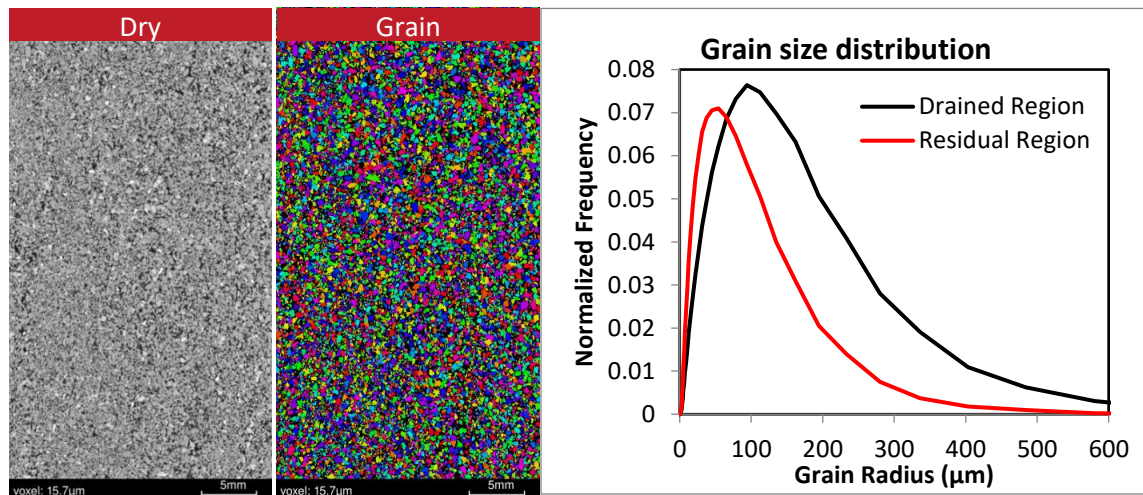 Dry
Grain
voxel: 15.7um
5mm
voxel: 15.7um
5mm
Grain size distribution
Normalized Frequency
0.08
0.07
0.06
0.05
0.04
0.03
0.02
0.01
0
Drained Region
Residual Region
0 100 200 300 400 500 600
Grain Radius (μm)